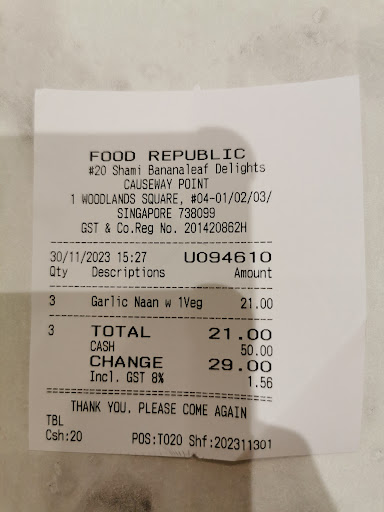 FOOD REPUBLIC
#20 Shami Bananaleaf Delights
CAUSEWAY POINT
1 WOODLANDS SQUARE, #04-01/02/03/
SINGAPORE 738099
GST & Co.Reg No. 201420862H
30/11/2023 15:27 U094610
Qty Descriptions Amount
3 Garlic Naan w 1Veg 21.00
3 TOTAL 21.00
CASH 50.00
CHANGE 29.00
Incl. GST 8% 1.56
THANK YOU, PLEASE COME AGAIN
TBL
Csh:20 POS:T020 Shf:202311301